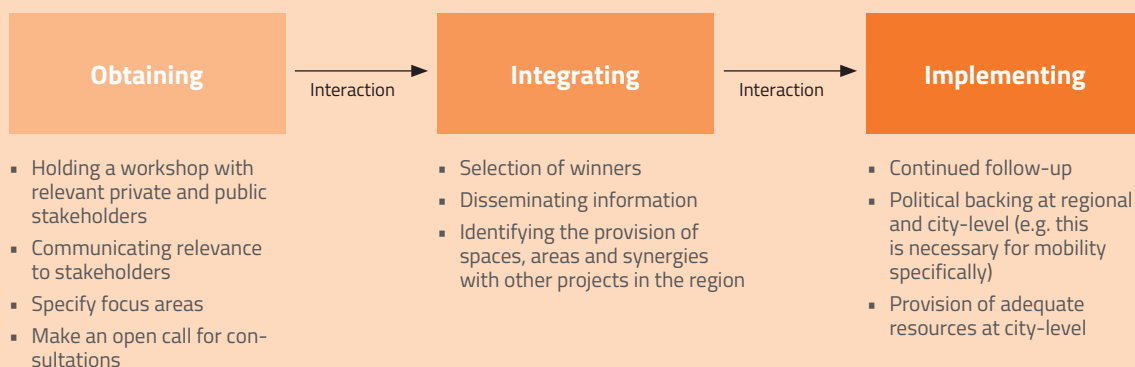 Obtaining
Interaction
Integrating
Interaction
Implementing
▪ Holding a workshop with
relevant private and public
stakeholders
▪ Communicating relevance
to stakeholders
▪ Specify focus areas
▪ Make an open call for con-
sultations
▪ Selection of winners
▪ Disseminating information
▪ Identifying the provision of
spaces, areas and synergies
with other projects in the region
▪ Continued follow-up
▪ Political backing at regional
and city-level (e.g. this
is necessary for mobility
specifically)
▪ Provision of adequate
resources at city-level